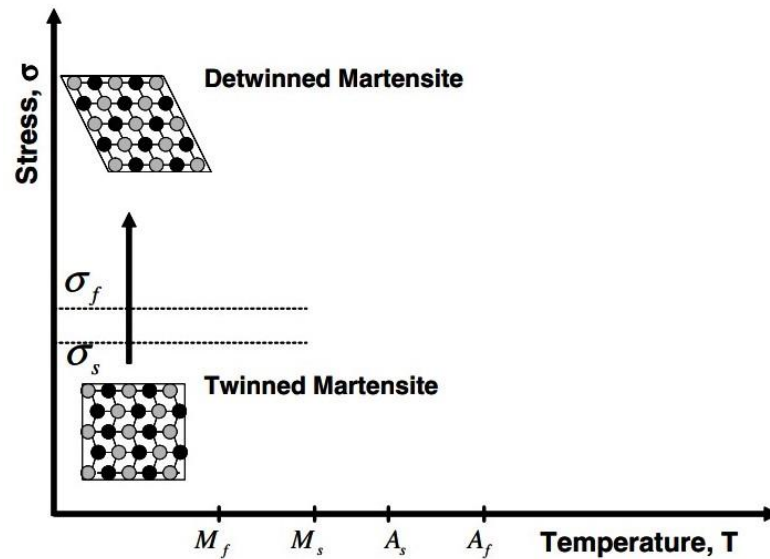 Stress, σ
Detwinned Martensite
σ_f
σ_s
Twinned Martensite
M_f M_s A_s A_f
Temperature, T